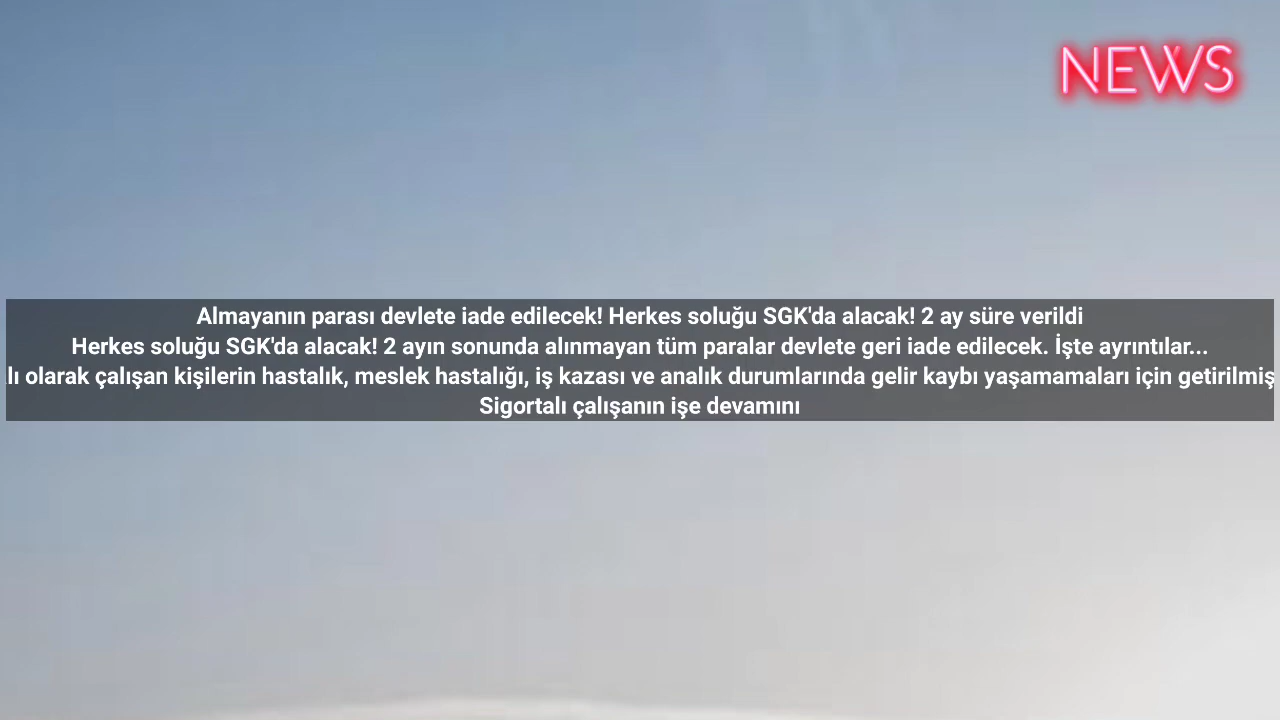 NEWS
Almayanın parası devlete iade edilecek! Herkes soluğu SGK'da alacak! 2 ay süre verildi
Herkes soluğu SGK'da alacak! 2 ayın sonunda alınmayan tüm paralar devlete geri iade edilecek. İşte ayrıntılar...
lı olarak çalışan kişilerin hastalık, meslek hastalığı, iş kazası ve analık durumlarında gelir kaybı yaşamamaları için getirilmiş
Sigortalı çalışanın işe devamını